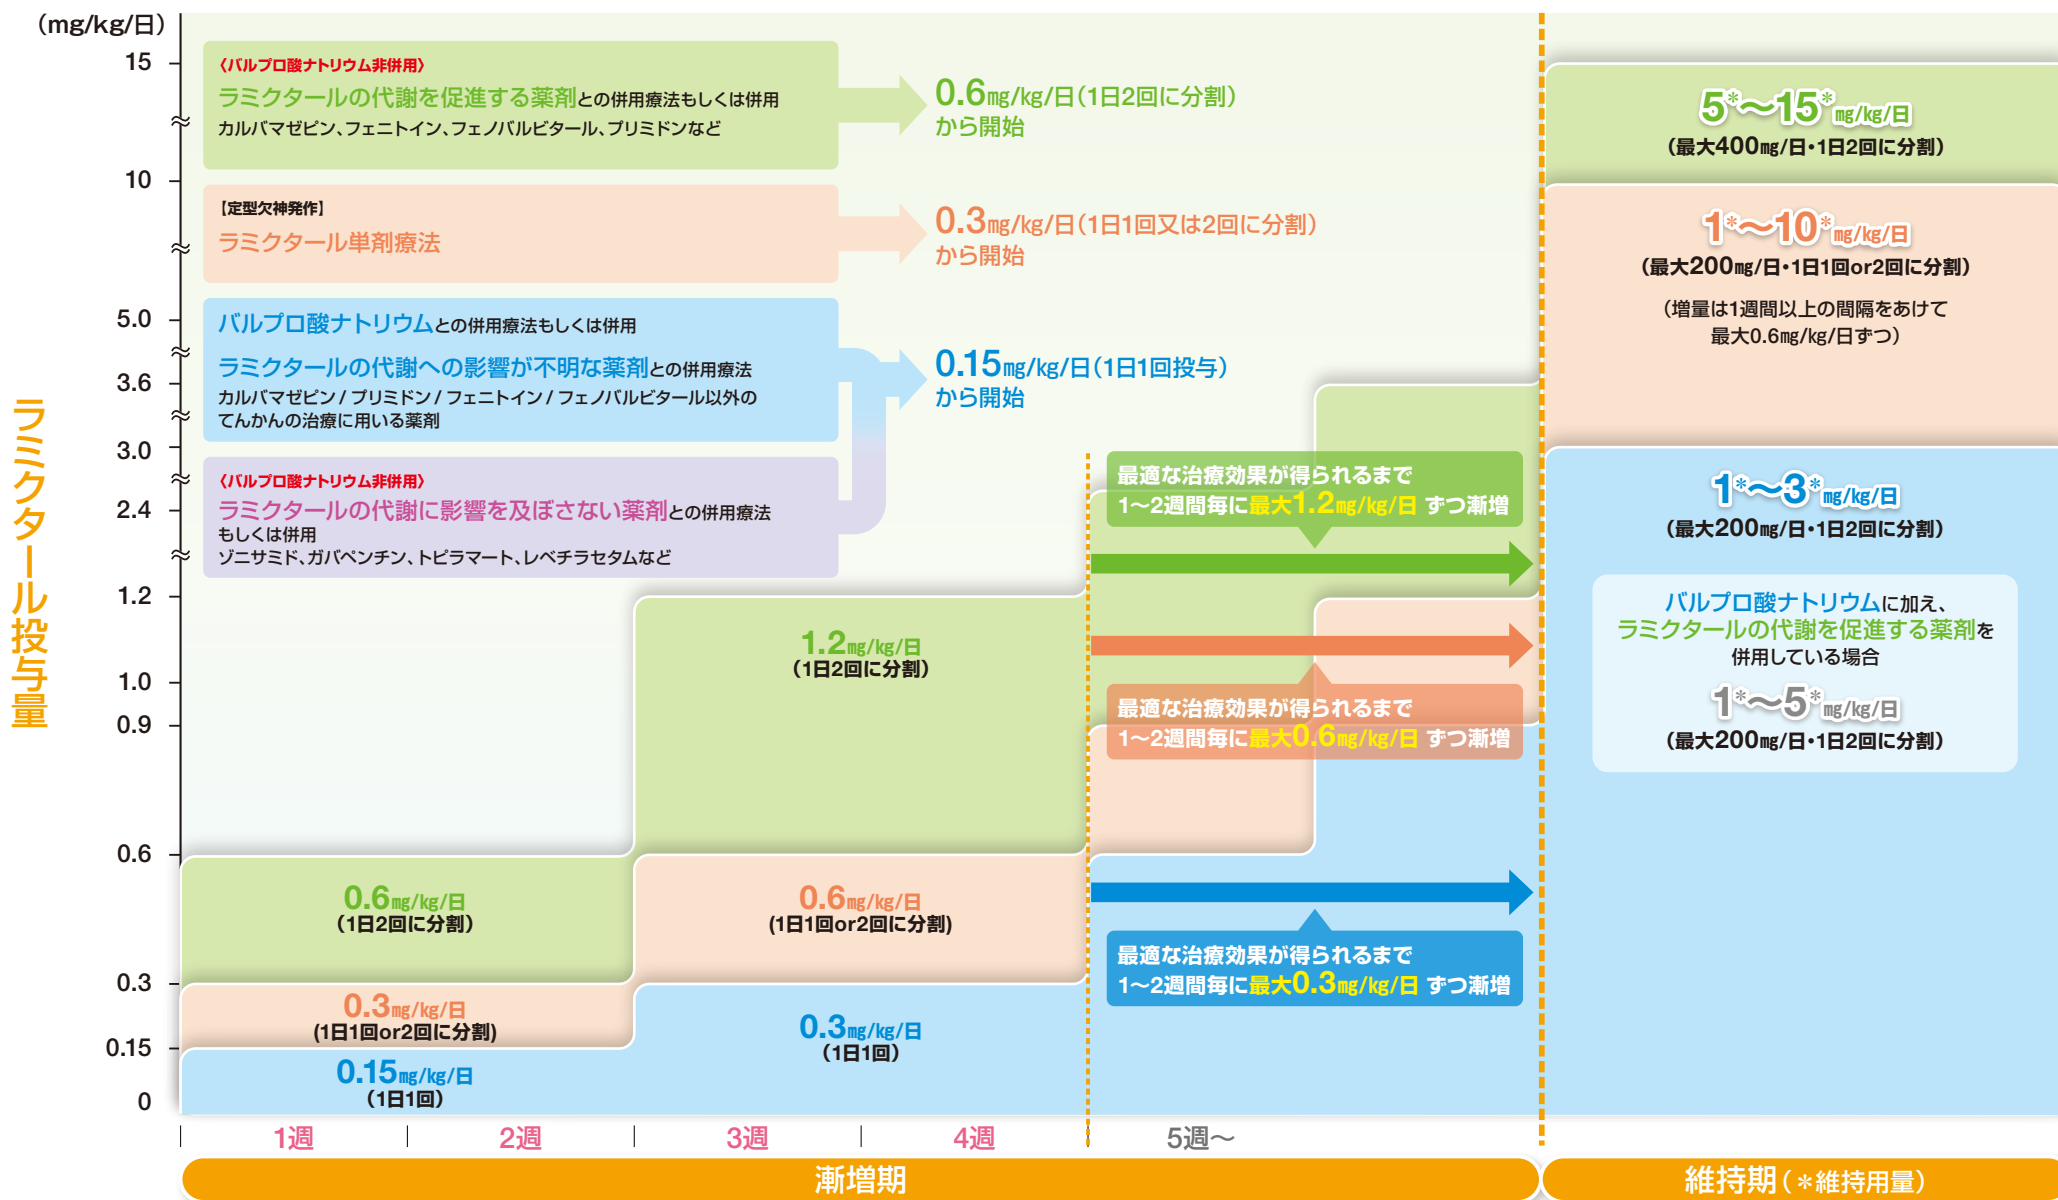 (mg/kg/日)
15
10
5.0
3.6
3.0
2.4
1.2
1.0
0.9
0.6
0.3
0.15
0
ラミクタール投与量
〈バルプロ酸ナトリウム非併用〉
ラミクタールの代謝を促進する薬剤との併用療法もしくは併用
カルバマゼピン、フェニトイン、フェノバルビタール、プリミドンなど
0.6mg/kg/日(1日2回に分割)
から開始
【定型欠神発作】
ラミクタール単剤療法
0.3mg/kg/日(1日1回又は2回に分割)
から開始
バルプロ酸ナトリウムとの併用療法もしくは併用
ラミクタールの代謝への影響が不明な薬剤との併用療法
カルバマゼピン / プリミドン / フェニトイン / フェノバルビタール以外の
てんかんの治療に用いる薬剤
0.15mg/kg/日(1日1回投与)
から開始
〈バルプロ酸ナトリウム非併用〉
ラミクタールの代謝に影響を及ぼさない薬剤との併用療法
もしくは併用
ゾニサミド、ガバペンチン、トピラマート、レベチラセタムなど
0.6mg/kg/日
(1日2回に分割)
0.3mg/kg/日
(1日1回or2回に分割)
0.15mg/kg/日
(1日1回)
1.2mg/kg/日
(1日2回に分割)
0.6mg/kg/日
(1日1回or2回に分割)
0.3mg/kg/日
(1日1回)
最適な治療効果が得られるまで
1〜2週間毎に最大1.2mg/kg/日 ずつ漸増
最適な治療効果が得られるまで
1〜2週間毎に最大0.6mg/kg/日 ずつ漸増
最適な治療効果が得られるまで
1〜2週間毎に最大0.3mg/kg/日 ずつ漸増
5*〜15*mg/kg/日
(最大400mg/日・1日2回に分割)
1*〜10*mg/kg/日
(最大200mg/日・1日1回or2回に分割)
(増量は1週間以上の間隔をあけて
最大0.6mg/kg/日ずつ)
1*〜3*mg/kg/日
(最大200mg/日・1日2回に分割)
バルプロ酸ナトリウムに加え、
ラミクタールの代謝を促進する薬剤を
併用している場合
1*〜5*mg/kg/日
(最大200mg/日・1日2回に分割)
1週
2週
3週
4週
5週〜
漸増期
維持期(*維持用量)